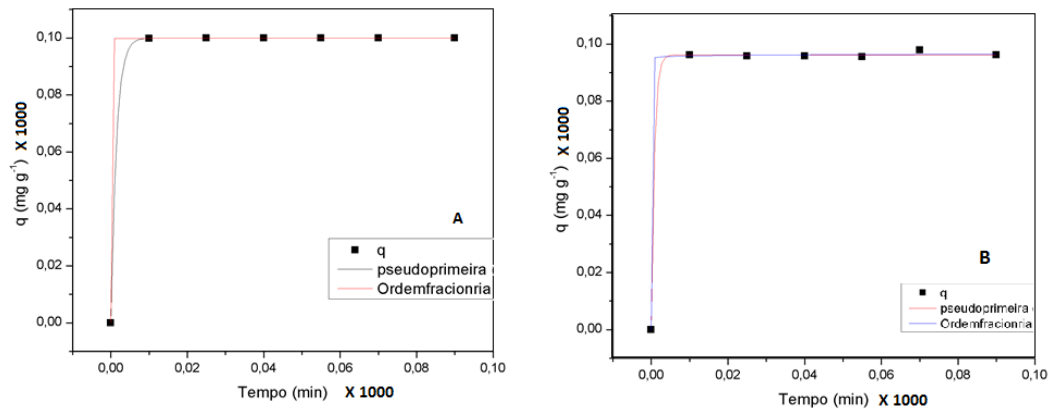 0,10
0,08
0,06
0,04
0,02
0,00
q (mg g⁻¹) X 1000
0,00 0,02 0,04 0,06 0,08 0,10
Tempo (min) X 1000
A
q
pseudoprimeira
Ordemfracionria
0,10
0,08
0,06
0,04
0,02
0,00
q (mg g⁻¹) X 1000
0,00 0,02 0,04 0,06 0,08 0,10
Tempo (min) X 1000
B
q
pseudoprimeira
Ordemfracionria